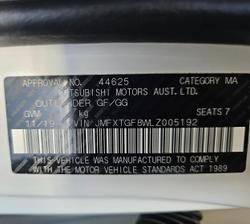 APPROVAL NO. 44625 CATEGORY MA
MITSUBISHI MOTORS AUST. LTD.
OUTLANDER GF/GG
GVM kg SEATS 7
11/19 VIN JMFXTGF8WLZ005192
THIS VEHICLE WAS MANUFACTURED TO COMPLY
WITH THE MOTOR VEHICLE STANDARDS ACT 1989